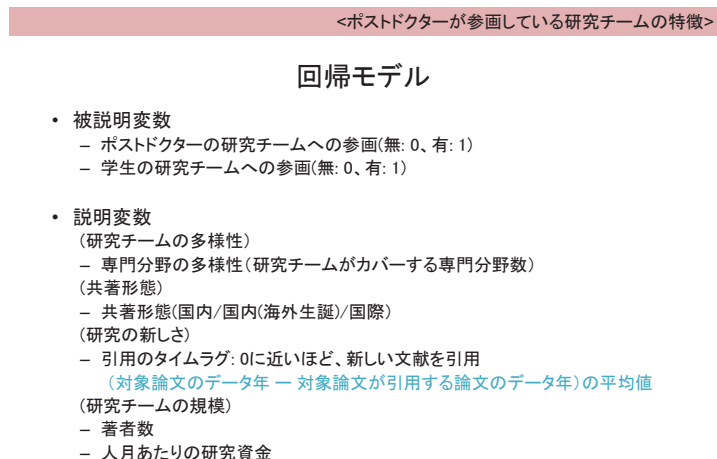 <ポストドクターが参画している研究チームの特徴>
回帰モデル
• 被説明変数
– ポストドクターの研究チームへの参画(無: 0、有: 1)
– 学生の研究チームへの参画(無: 0、有: 1)
• 説明変数
(研究チームの多様性)
– 専門分野の多様性(研究チームがカバーする専門分野数)
(共著形態)
– 共著形態(国内/国内(海外生誕)/国際)
(研究の新しさ)
– 引用のタイムラグ: 0に近いほど、新しい文献を引用
(対象論文のデータ年 ー 対象論文が引用する論文のデータ年)の平均値
(研究チームの規模)
– 著者数
– 人月あたりの研究資金